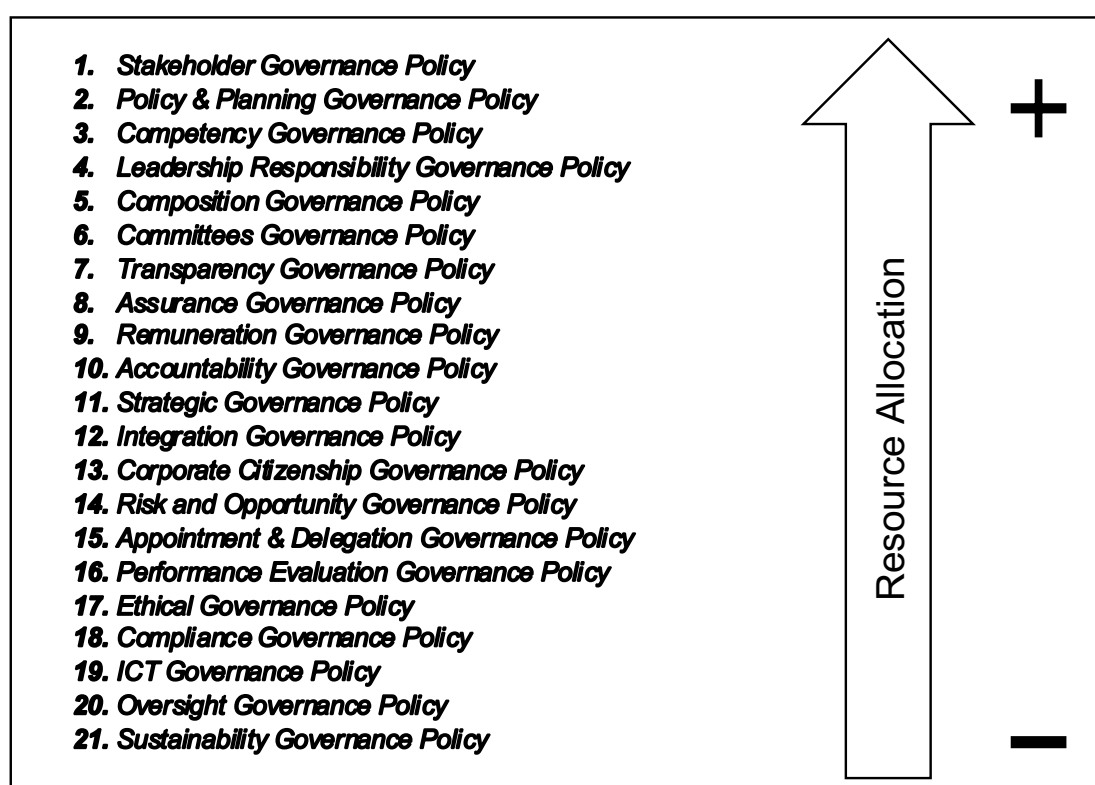 1. Stakeholder Governance Policy
2. Policy & Planning Governance Policy
3. Competency Governance Policy
4. Leadership Responsibility Governance Policy
5. Composition Governance Policy
6. Committees Governance Policy
7. Transparency Governance Policy
8. Assurance Governance Policy
9. Remuneration Governance Policy
10. Accountability Governance Policy
11. Strategic Governance Policy
12. Integration Governance Policy
13. Corporate Citizenship Governance Policy
14. Risk and Opportunity Governance Policy
15. Appointment & Delegation Governance Policy
16. Performance Evaluation Governance Policy
17. Ethical Governance Policy
18. Compliance Governance Policy
19. ICT Governance Policy
20. Oversight Governance Policy
21. Sustainability Governance Policy
Resource Allocation
+
−